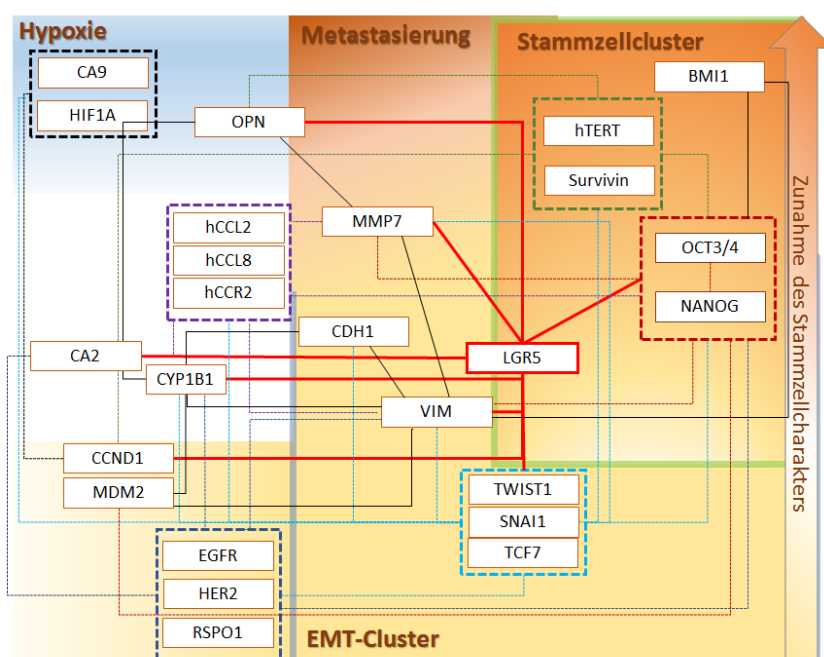 Hypoxie
Metastasierung
Stammzellcluster
CA9
HIF1A
OPN
BMI1
hTERT
Survivin
hCCL2
hCCL8
hCCR2
MMP7
OCT3/4
NANOG
CDH1
CA2
CYP1B1
LGR5
VIM
CCND1
MDM2
TWIST1
SNAI1
TCF7
EGFR
HER2
RSPO1
EMT-Cluster
Zunahme des Stammzellcharakters